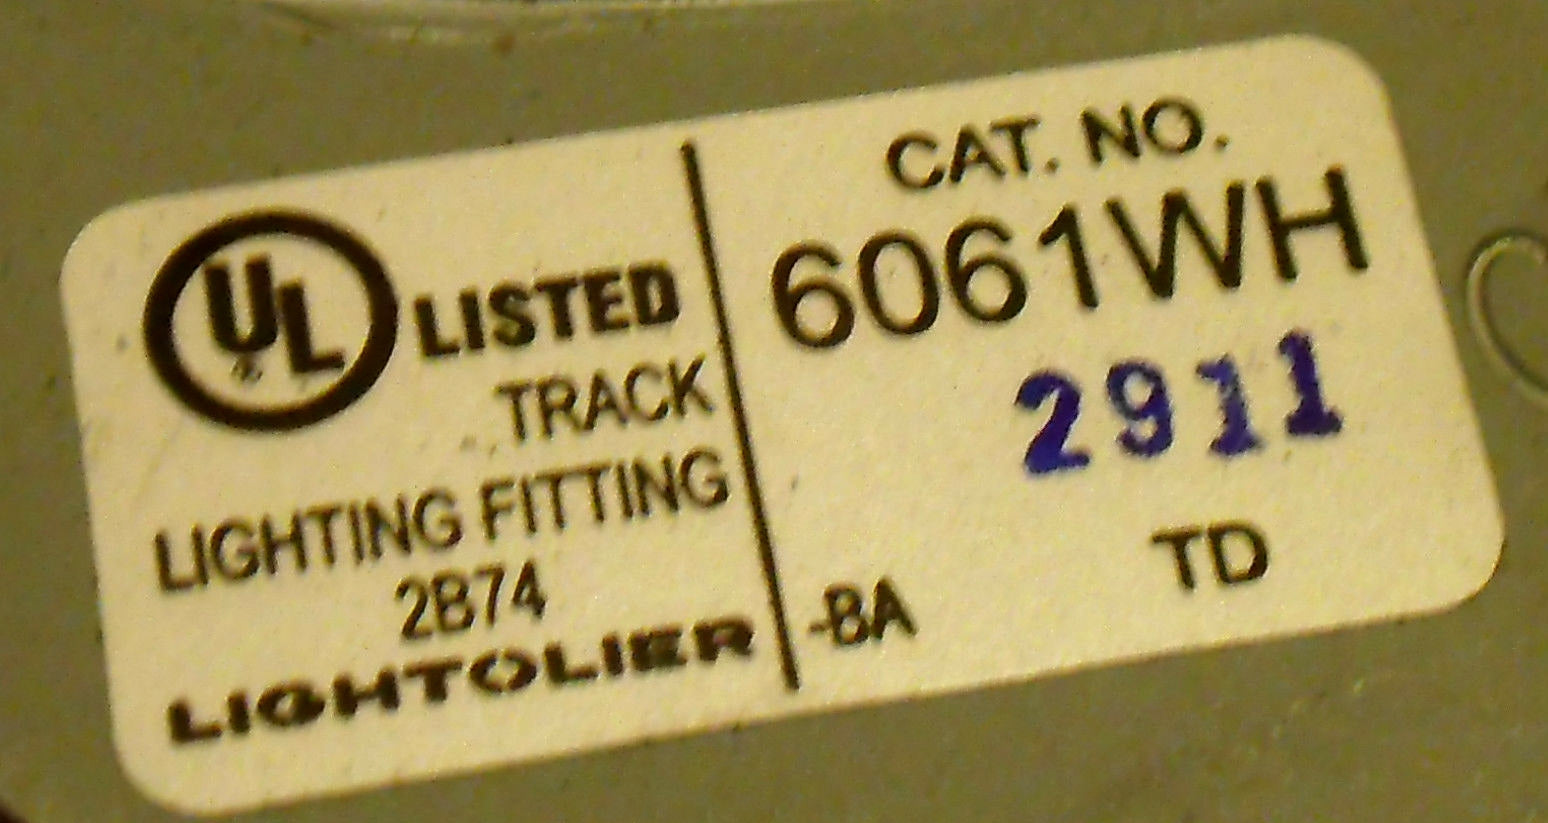 UL LISTED
TRACK
LIGHTING FITTING
2B74
LIGHTOLIER
CAT. NO.
6061WH
2911
TD
-BA